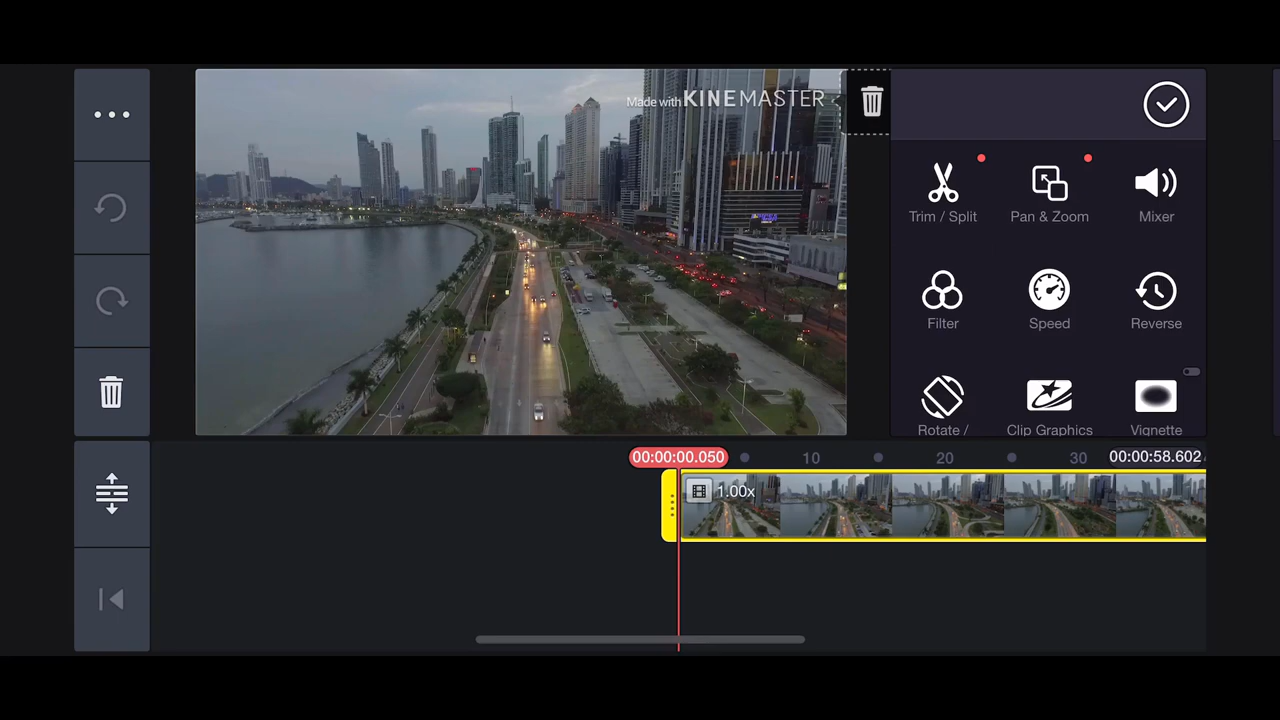 Made with KINEMASTER
Trim / Split
Pan & Zoom
Mixer
Filter
Speed
Reverse
Rotate /
Clip Graphics
Vignette
00:00:00.050
10
20
30
00:00:58.602
1.00x